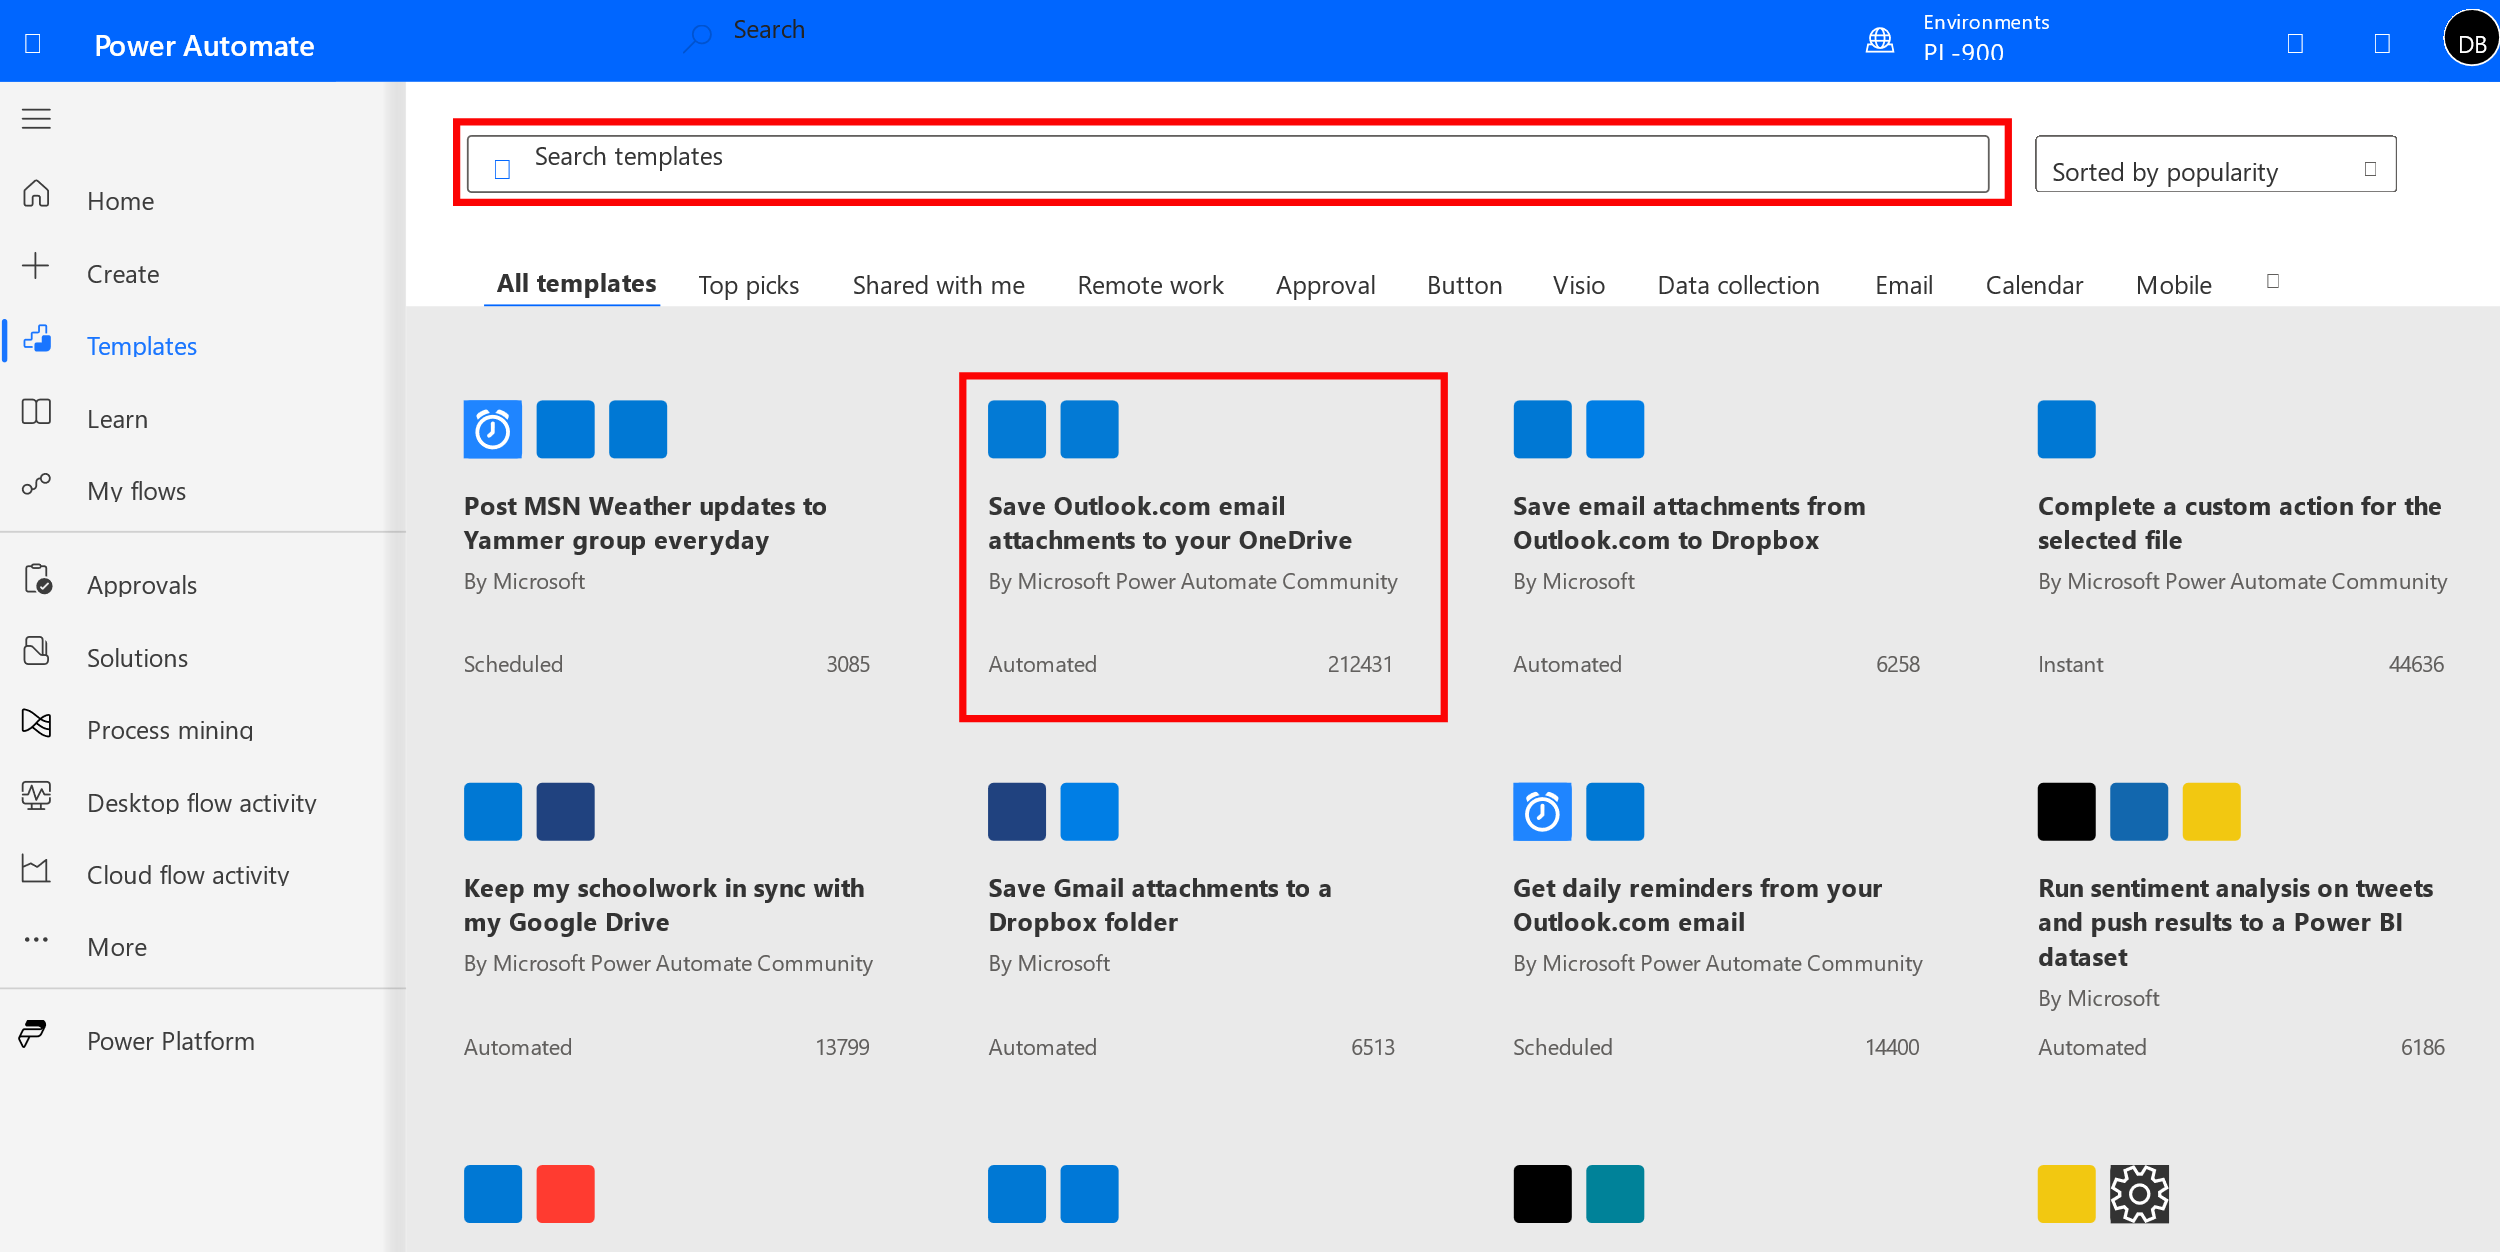 Power Automate
Search
Environments
PL-900
DB
Search templates
Sorted by popularity
Home
Create
Templates
Learn
My flows
Approvals
Solutions
Process mining
Desktop flow activity
Cloud flow activity
More
Power Platform
All templates
Top picks
Shared with me
Remote work
Approval
Button
Visio
Data collection
Email
Calendar
Mobile
Post MSN Weather updates to
Yammer group everyday
By Microsoft
Scheduled
3085
Save Outlook.com email
attachments to your OneDrive
By Microsoft Power Automate Community
Automated
212431
Save email attachments from
Outlook.com to Dropbox
By Microsoft
Automated
6258
Complete a custom action for the
selected file
By Microsoft Power Automate Community
Instant
44636
Keep my schoolwork in sync with
my Google Drive
By Microsoft Power Automate Community
Automated
13799
Save Gmail attachments to a
Dropbox folder
By Microsoft
Automated
6513
Get daily reminders from your
Outlook.com email
By Microsoft Power Automate Community
Scheduled
14400
Run sentiment analysis on tweets
and push results to a Power BI
dataset
By Microsoft
Automated
6186